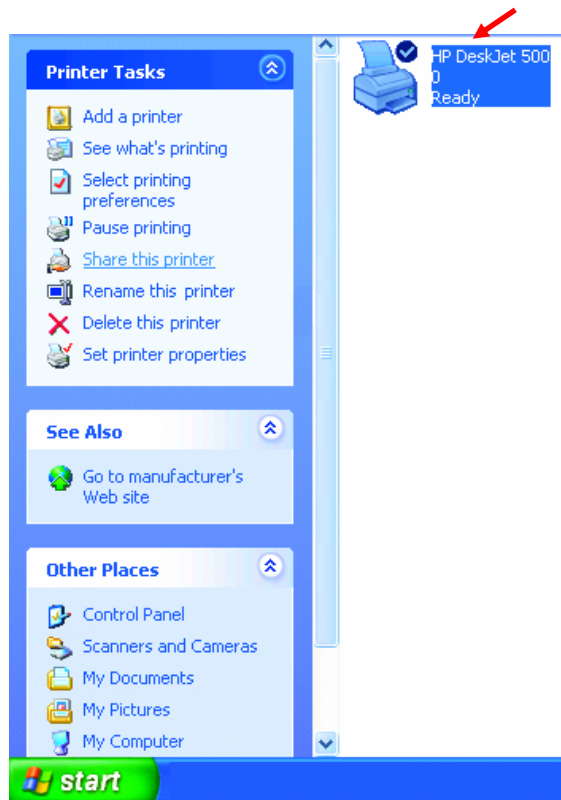 Printer Tasks
Add a printer
See what's printing
Select printing
preferences
Pause printing
Share this printer
Rename this printer
Delete this printer
Set printer properties
See Also
Go to manufacturer's
Web site
Other Places
Control Panel
Scanners and Cameras
My Documents
My Pictures
My Computer
HP DeskJet 500
0
Ready
start